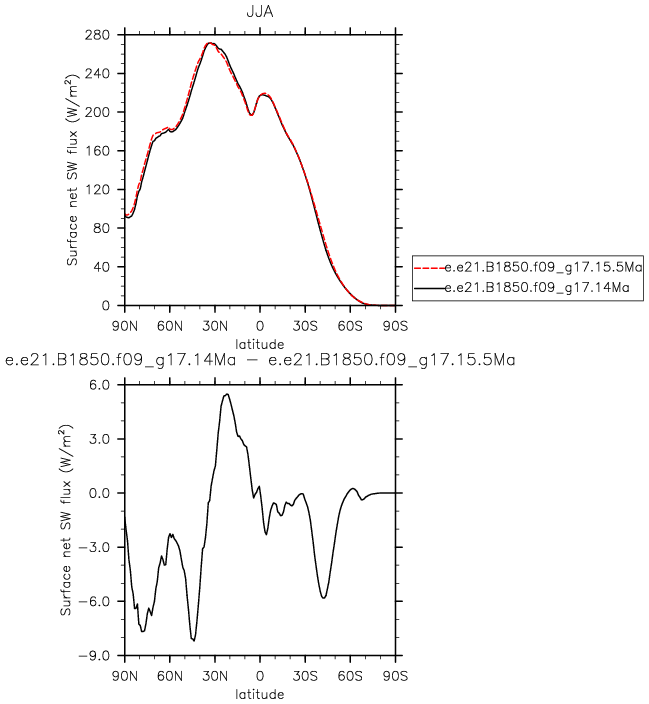 JJA
Surface net SW flux (W/m²)
280
240
200
160
120
80
40
0
90N 60N 30N 0 30S 60S 90S
latitude
e.e21.B1850.f09_g17.15.5Ma
e.e21.B1850.f09_g17.14Ma
e.e21.B1850.f09_g17.14Ma − e.e21.B1850.f09_g17.15.5Ma
Surface net SW flux (W/m²)
6.0
3.0
0.0
−3.0
−6.0
−9.0
90N 60N 30N 0 30S 60S 90S
latitude